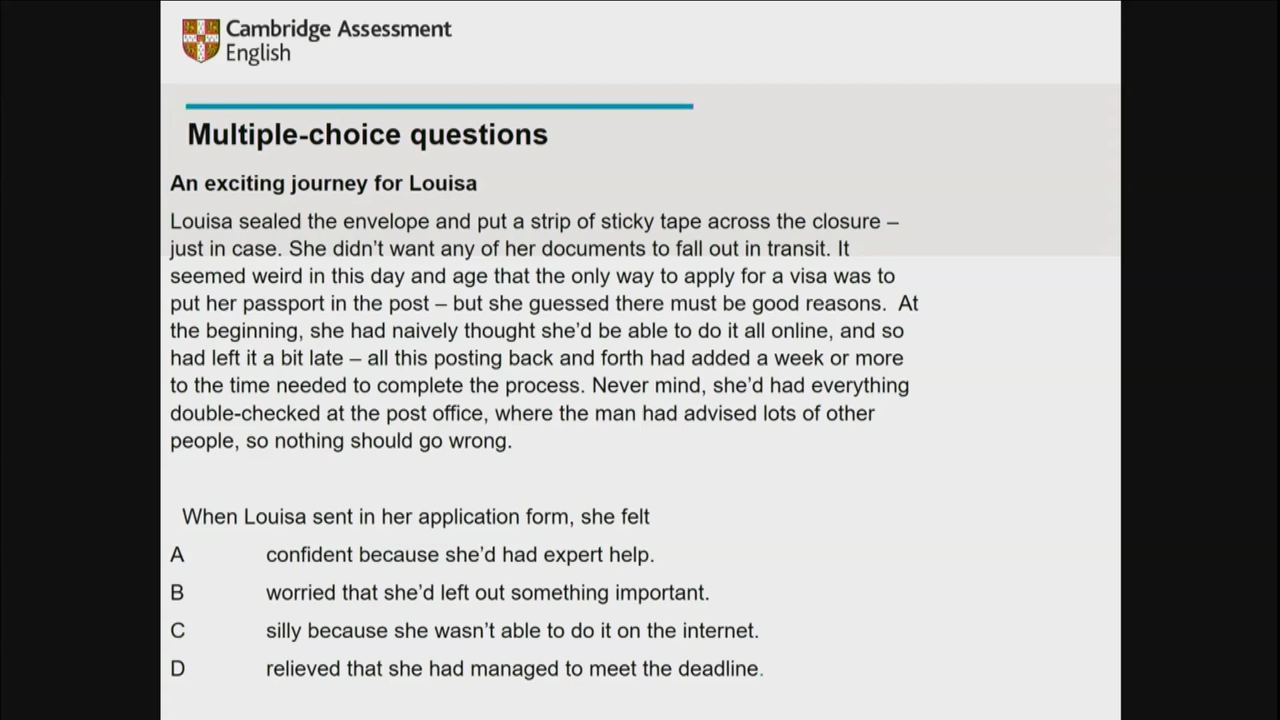 Cambridge Assessment
English
Multiple-choice questions
An exciting journey for Louisa
Louisa sealed the envelope and put a strip of sticky tape across the closure –
just in case. She didn't want any of her documents to fall out in transit. It
seemed weird in this day and age that the only way to apply for a visa was to
put her passport in the post – but she guessed there must be good reasons.  At
the beginning, she had naively thought she'd be able to do it all online, and so
had left it a bit late – all this posting back and forth had added a week or more
to the time needed to complete the process. Never mind, she'd had everything
double-checked at the post office, where the man had advised lots of other
people, so nothing should go wrong.
When Louisa sent in her application form, she felt
A confident because she'd had expert help.
B worried that she'd left out something important.
C silly because she wasn't able to do it on the internet.
D relieved that she had managed to meet the deadline.